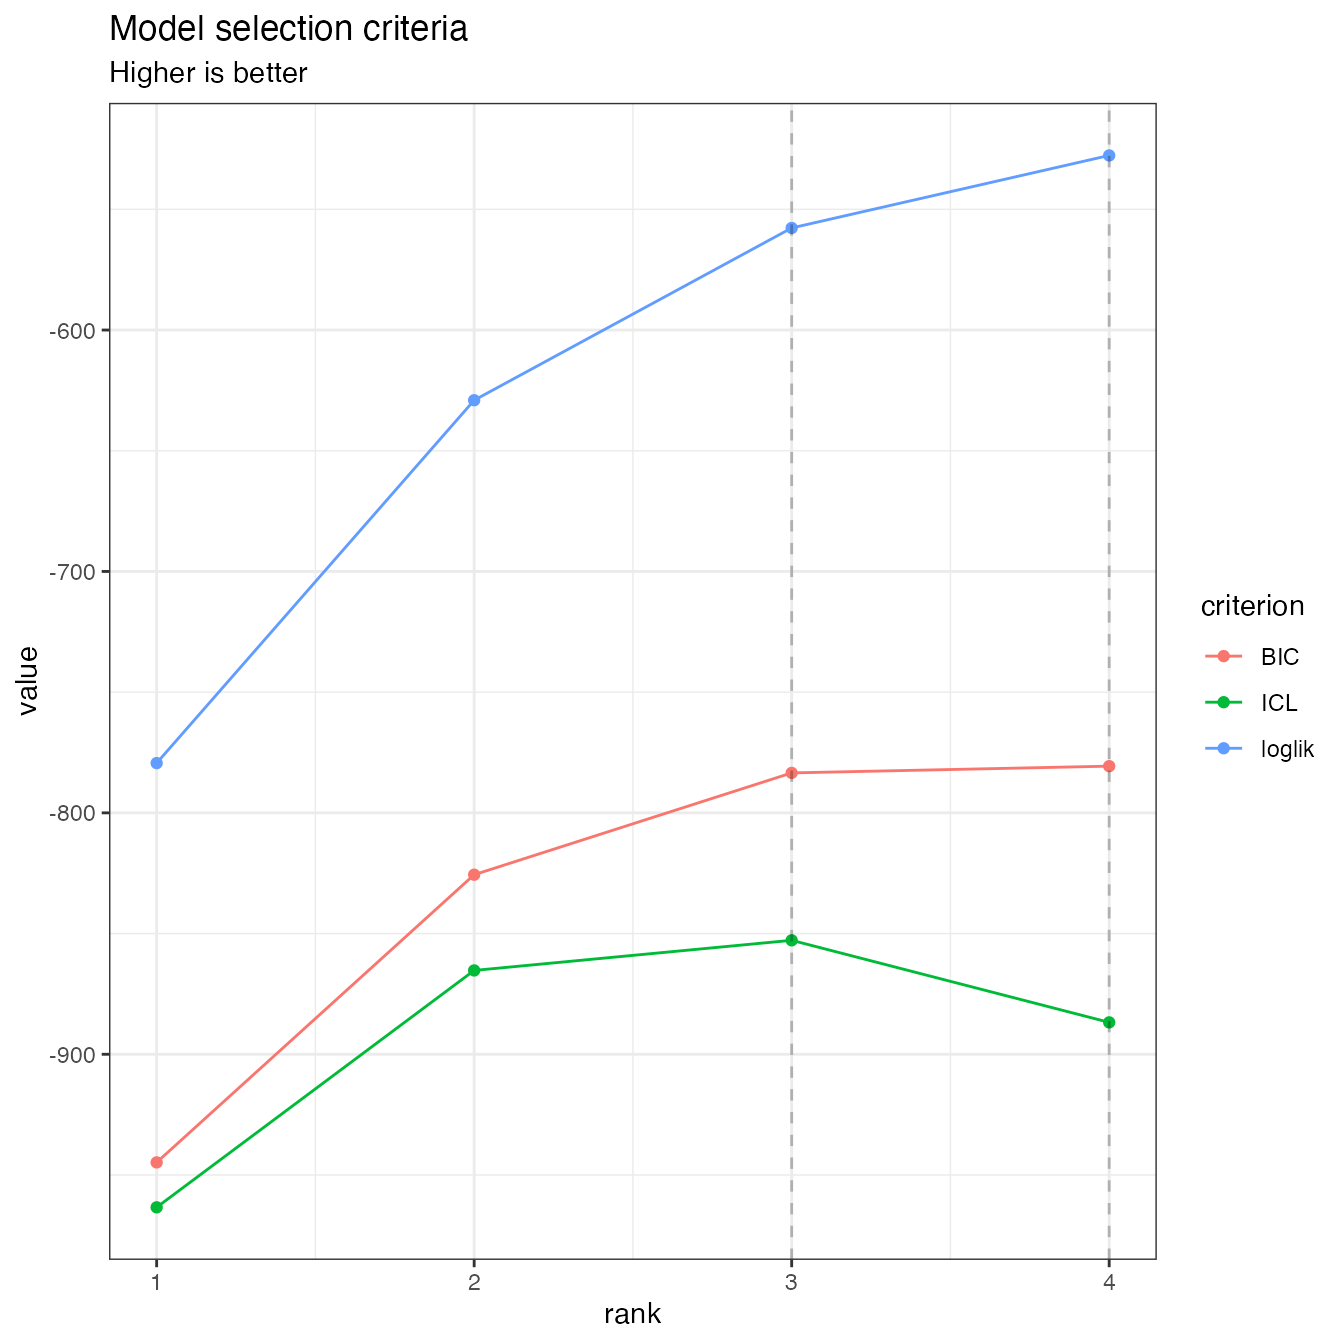 Model selection criteria
Higher is better
value
-600
-700
-800
-900
1 2 3 4
rank
criterion
BIC
ICL
loglik